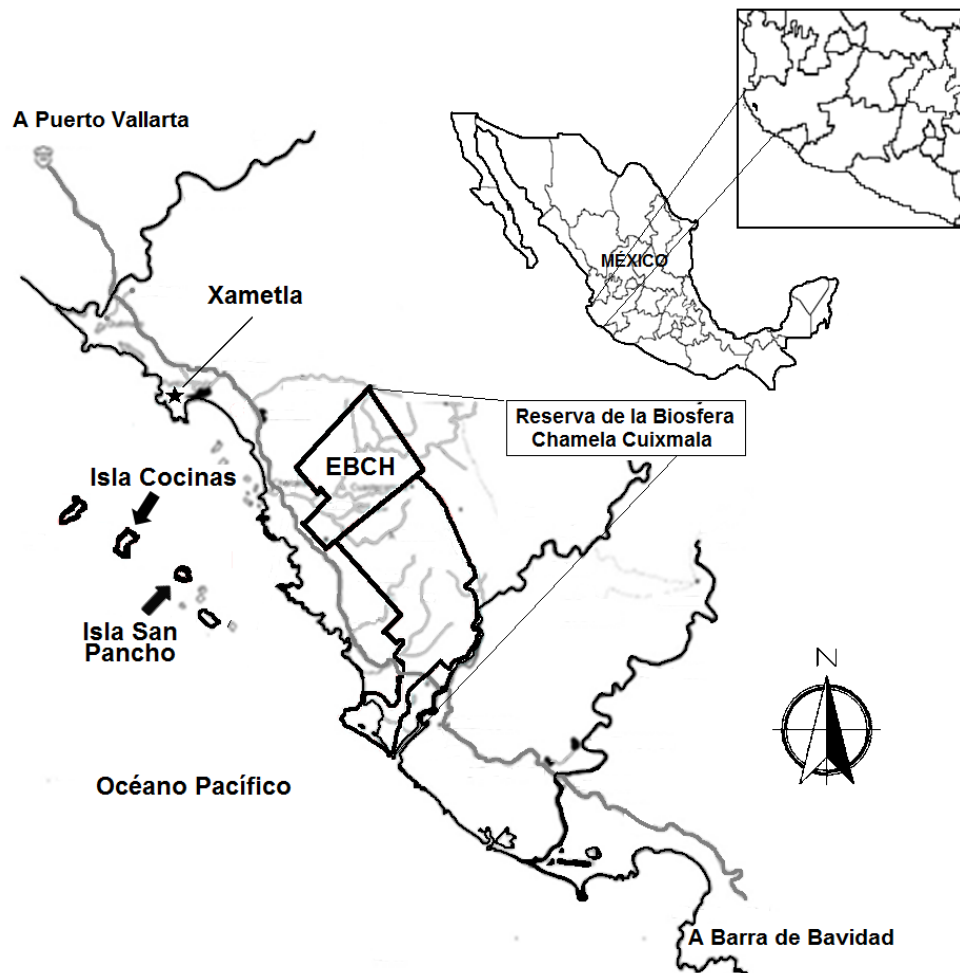 A Puerto Vallarta
MÉXICO
Xametla
Reserva de la Biosfera
Chamela Cuixmala
EBCH
Isla Cocinas
Isla San
Pancho
N
Océano Pacífico
A Barra de Bavidad